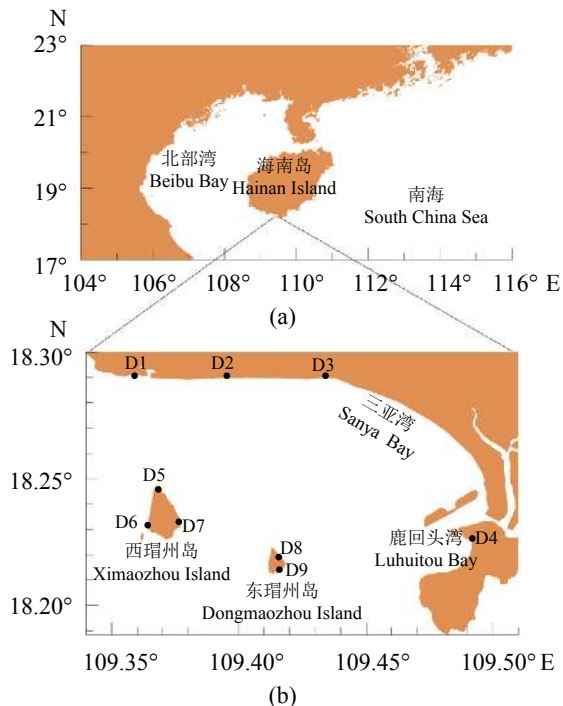 N
23°
21°
19°
17°
北部湾
Beibu Bay
海南岛
Hainan Island
南海
South China Sea
104° 106° 108° 110° 112° 114° 116° E
(a)
N
18.30°
18.25°
18.20°
D1 D2 D3
三亚湾
Sanya Bay
D5
D6 D7
西瑁州岛
Ximaozhou Island
D8
D9
东瑁州岛
Dongmaozhou Island
鹿回头湾
D4
Luhuitou Bay
109.35° 109.40° 109.45° 109.50° E
(b)